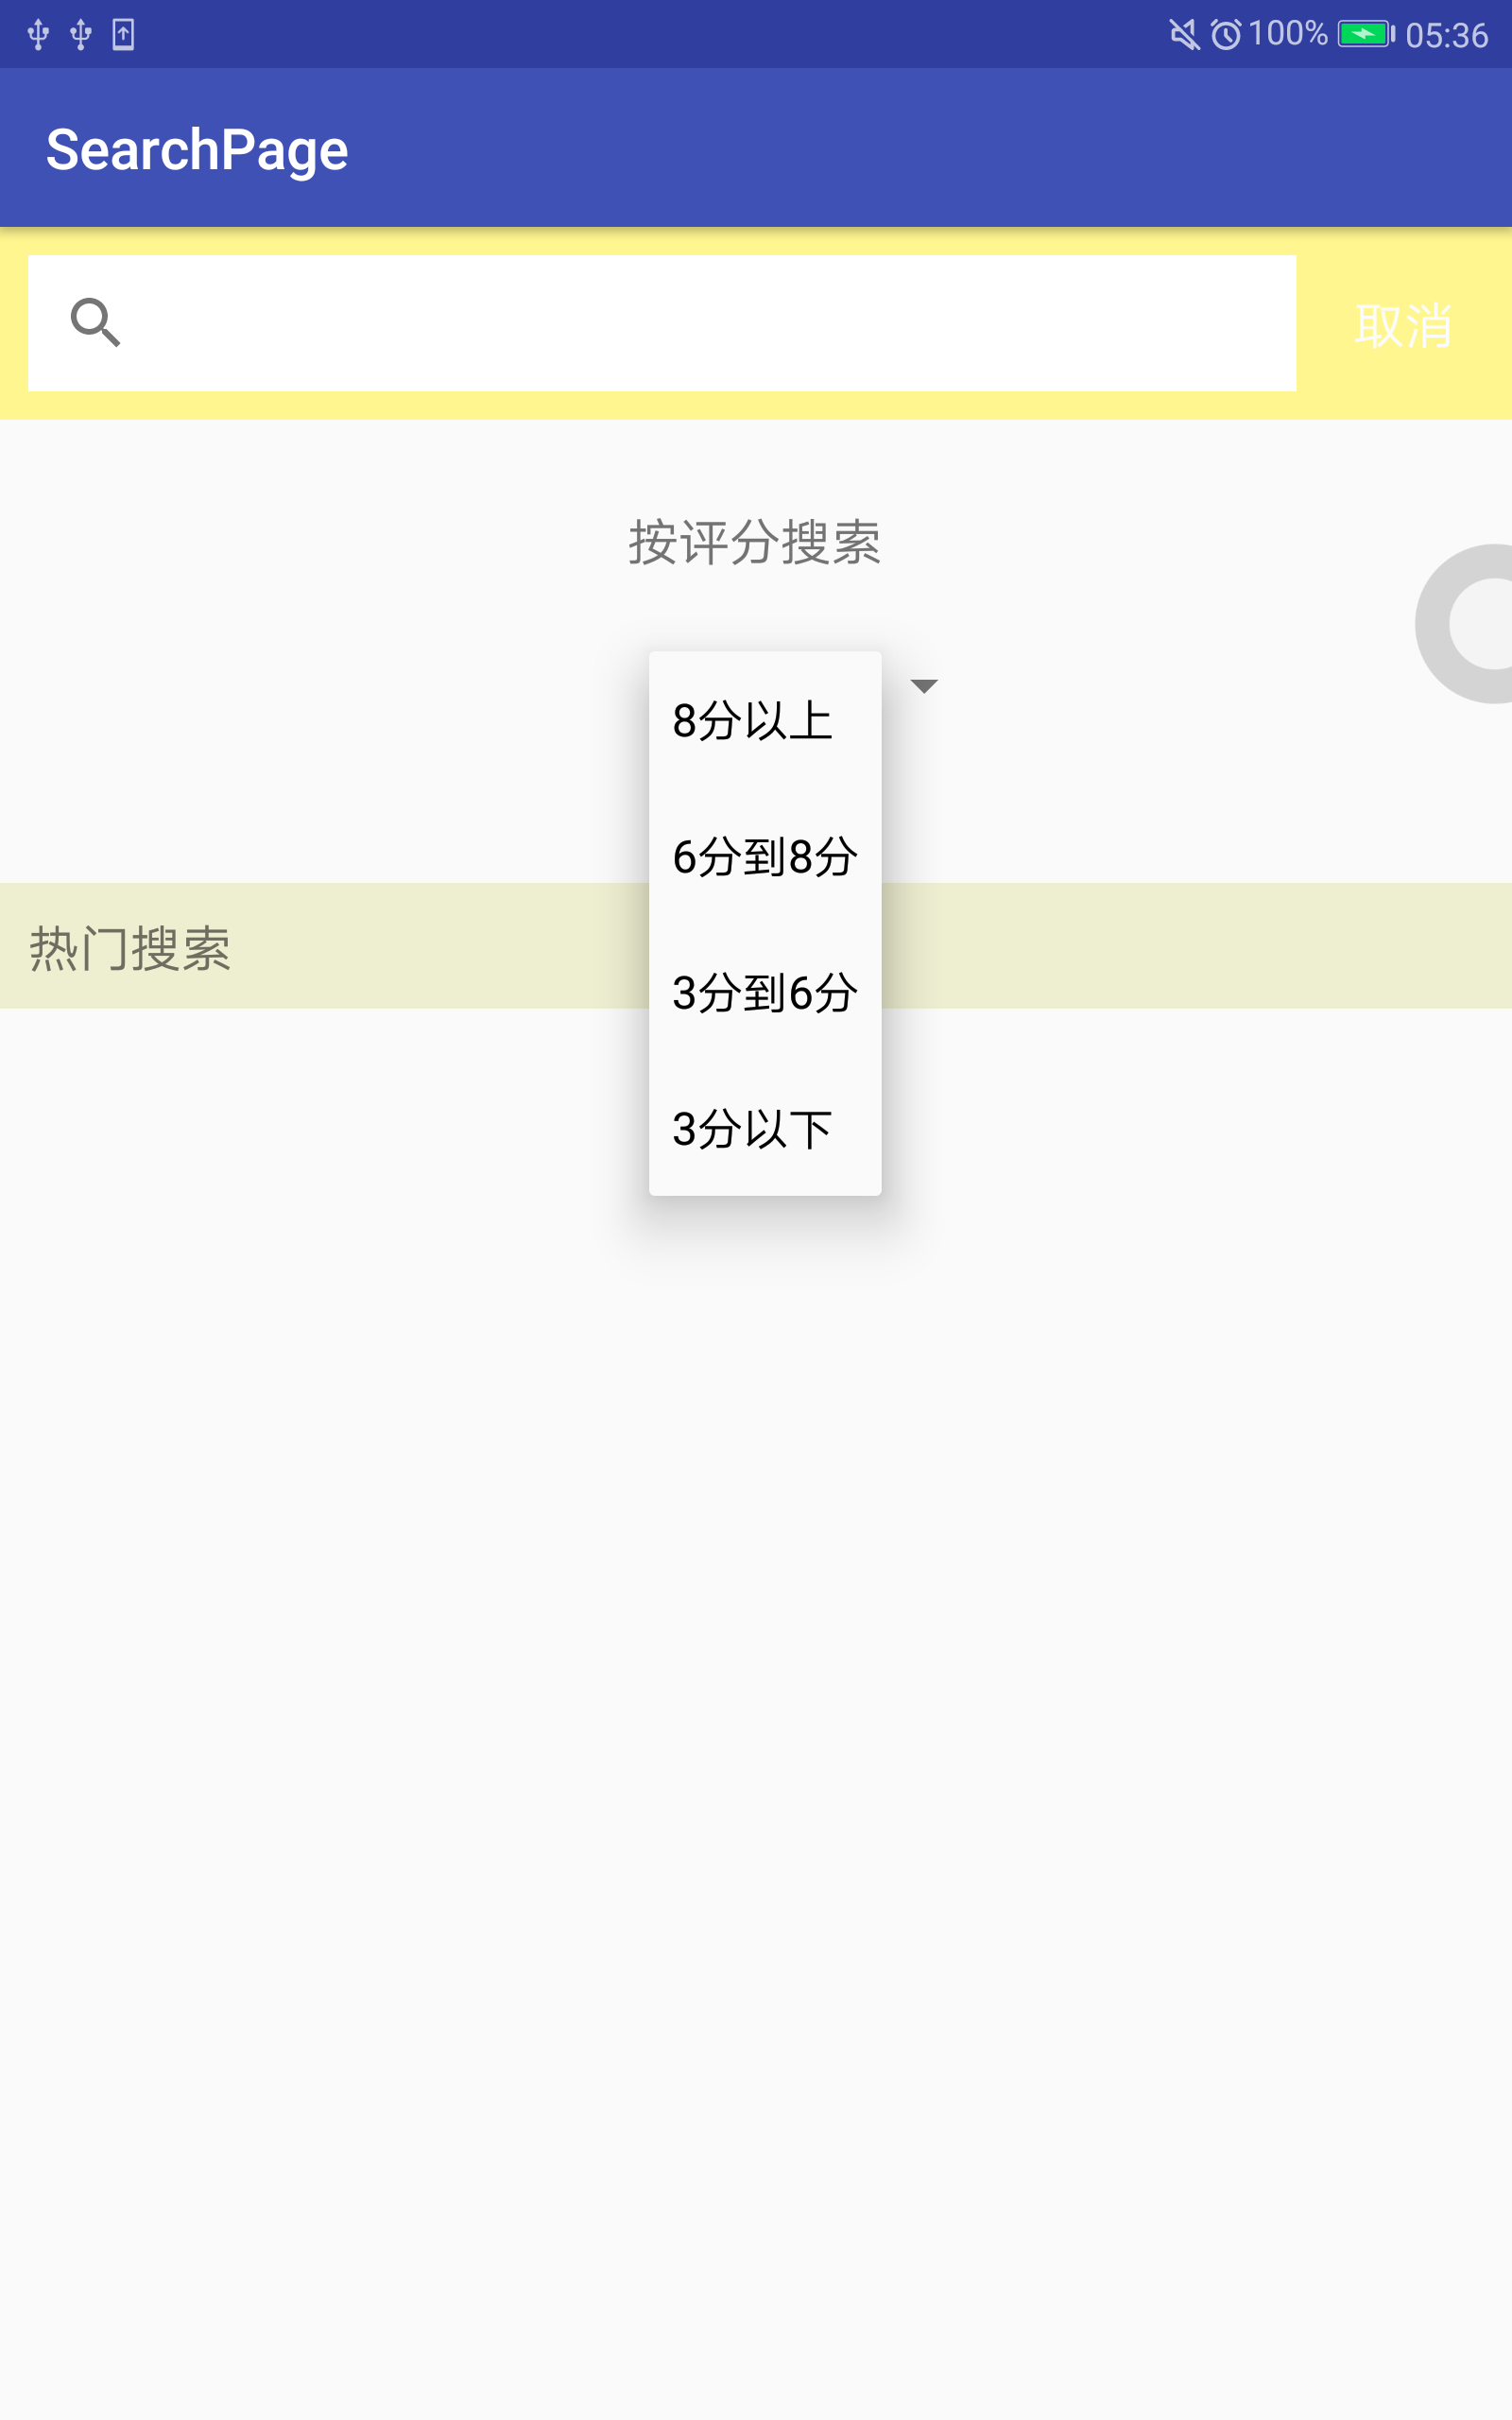 100% 05:36
SearchPage
取消
按评分搜索
8分以上
6分到8分
热门搜索
3分到6分
3分以下